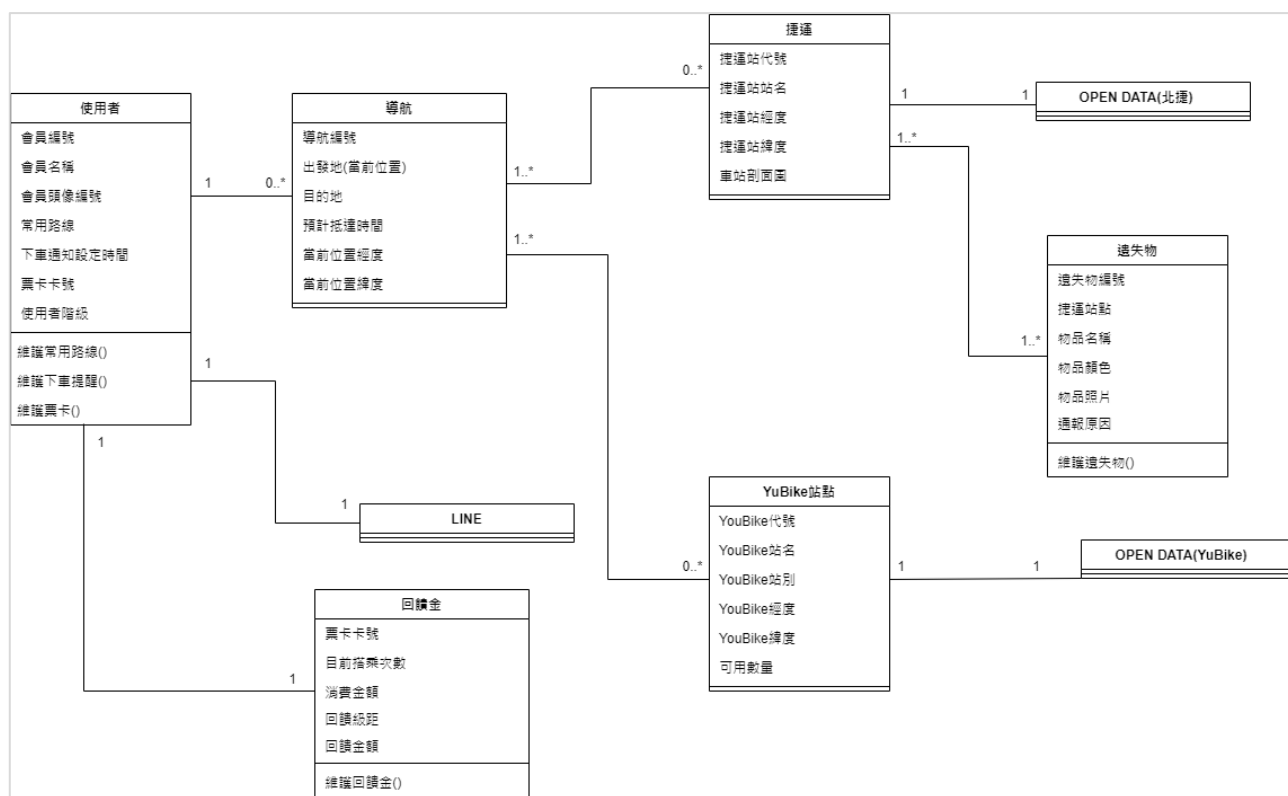 使用者
會員編號
會員名稱
會員頭像編號
常用路線
下車通知設定時間
票卡卡號
使用者階級
維護常用路線()
維護下車提醒()
維護票卡()
1
0..*
導航
導航編號
出發地(當前位置)
目的地
預計抵達時間
當前位置經度
當前位置緯度
1..*
0..*
捷運
捷運站代號
捷運站站名
捷運站經度
捷運站緯度
車站剖面圖
1
1
OPEN DATA(北捷)
1..*
1..*
遺失物
遺失物編號
捷運站點
物品名稱
物品顏色
物品照片
通報原因
維護遺失物()
1..*
0..*
YuBike站點
YouBike代號
YouBike站名
YouBike站別
YouBike經度
YouBike緯度
可用數量
1
1
OPEN DATA(YuBike)
1
1
LINE
1
1
回饋金
票卡卡號
目前搭乘次數
消費金額
回饋級距
回饋金額
維護回饋金()